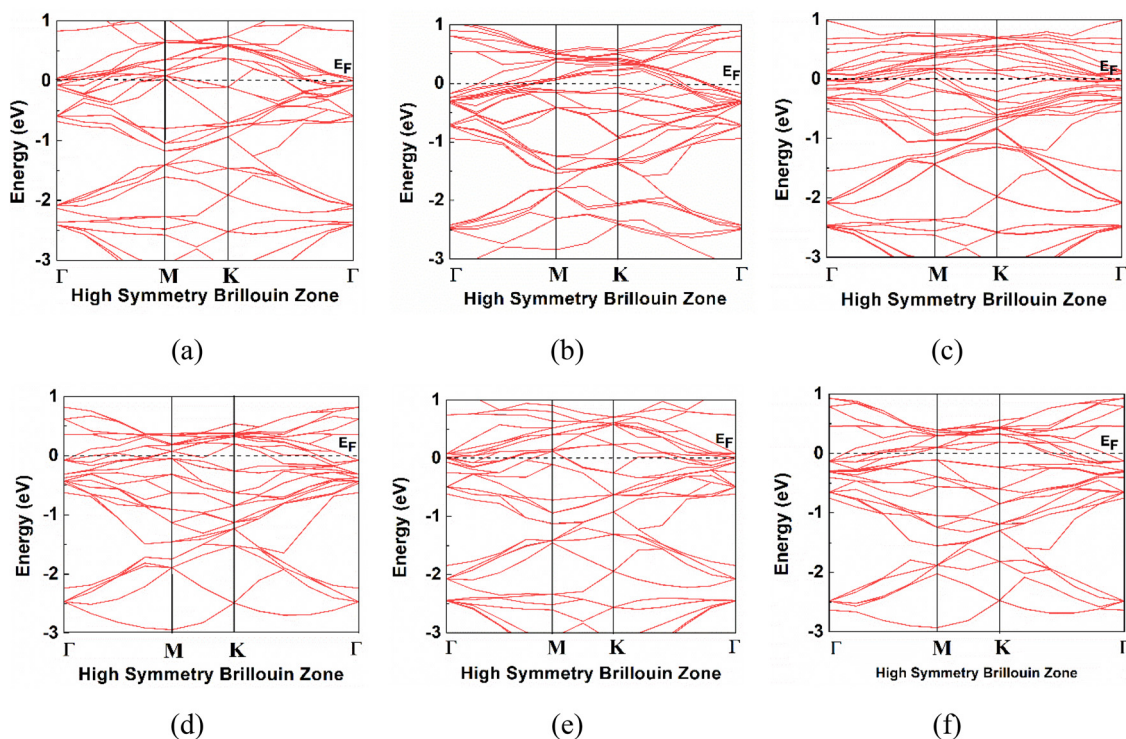 1
0
-1
-2
-3
Energy (eV)
E_F
Γ M K Γ
High Symmetry Brillouin Zone
(a)
1
0
-1
-2
-3
Energy (eV)
E_F
Γ M K Γ
High Symmetry Brillouin Zone
(b)
1
0
-1
-2
-3
Energy (eV)
E_F
Γ M K Γ
High Symmetry Brillouin Zone
(c)
1
0
-1
-2
-3
Energy (eV)
E_F
Γ M K Γ
High Symmetry Brillouin Zone
(d)
1
0
-1
-2
-3
Energy (eV)
E_F
Γ M K Γ
High Symmetry Brillouin Zone
(e)
1
0
-1
-2
-3
Energy (eV)
E_F
Γ M K Γ
High Symmetry Brillouin Zone
(f)